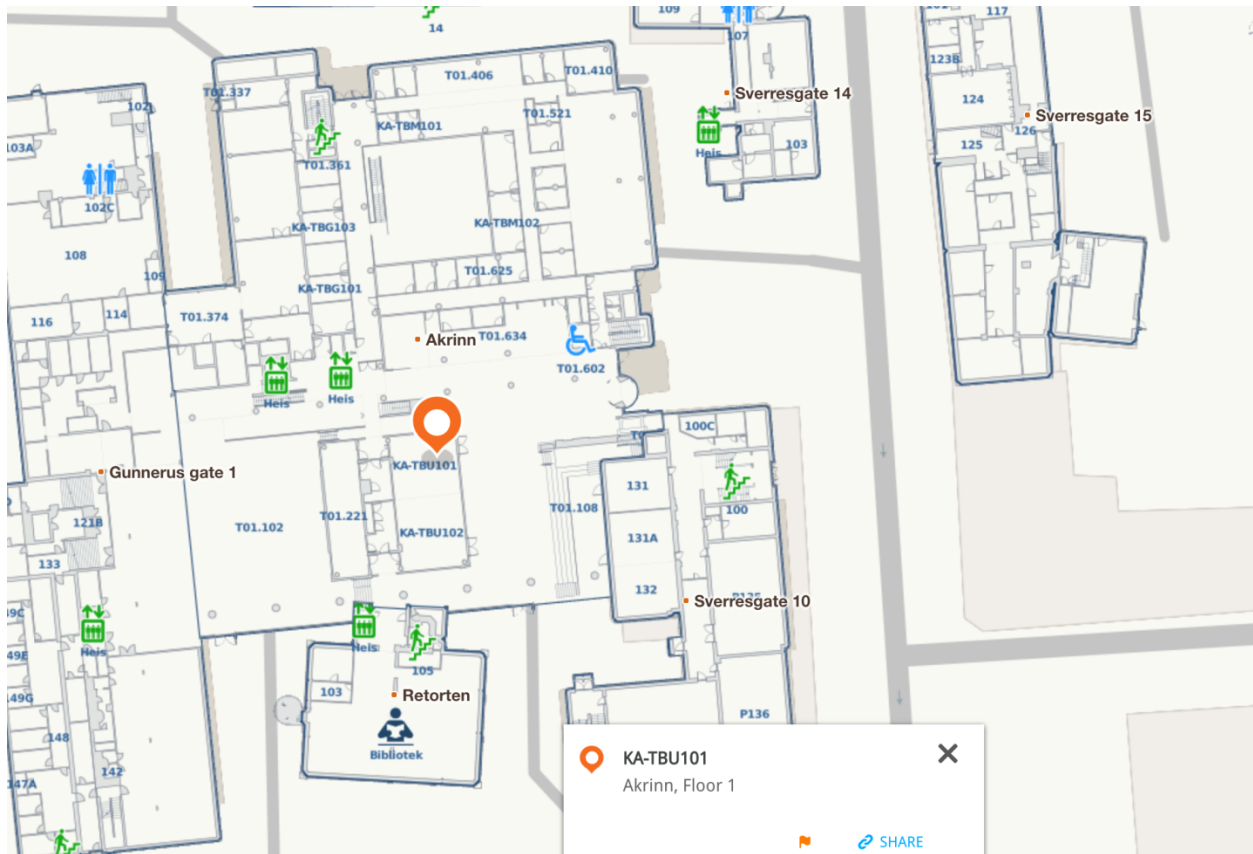 14
109
107
117
T01.337
T01.406
T01.410
123B
102
Sverresgate 14
124
T01.521
Sverresgate 15
KA-TBM101
126
103A
Heis
103
125
T01.361
102C
KA-TBM102
KA-TBG103
108
109
T01.625
KA-TBG101
116
114
T01.374
Akrinn
T01.634
T01.602
Heis
Heis
100C
KA-TBU101
Gunnerus gate 1
131
T01.108
100
T01.221
121B
T01.102
KA-TBU102
131A
133
132
Sverresgate 10
Heis
Heis
105
103
Retorten
P136
148
Bibliotek
142
147A
KA-TBU101
Akrinn, Floor 1
SHARE